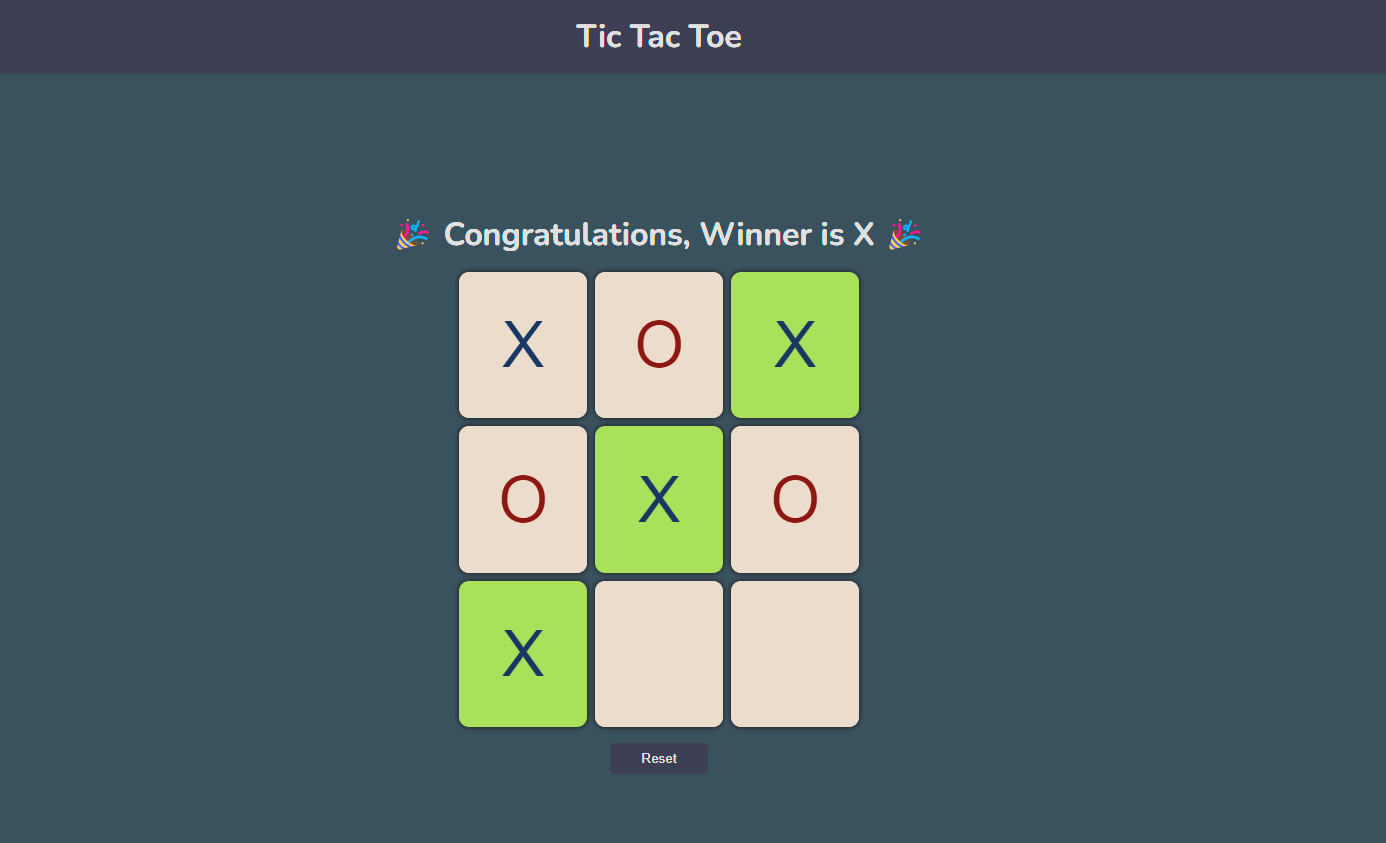 Tic Tac Toe
🎉 Congratulations, Winner is X 🎉
X O X
O X O
X
Reset